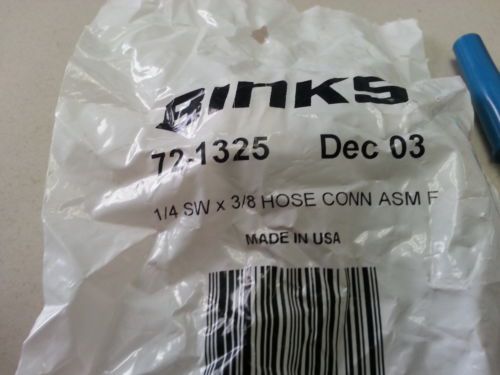 BINKS
72-1325 Dec 03
1/4 SW x 3/8 HOSE CONN ASM F
MADE IN USA